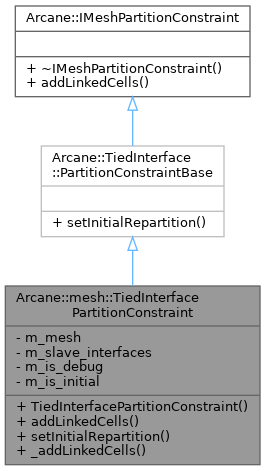 Arcane::IMeshPartitionConstraint
+ ~IMeshPartitionConstraint()
+ addLinkedCells()
Arcane::TiedInterface
::PartitionConstraintBase
+ setInitialRepartition()
Arcane::mesh::TiedInterface
PartitionConstraint
- m_mesh
- m_slave_interfaces
- m_is_debug
- m_is_initial
+ TiedInterfacePartitionConstraint()
+ addLinkedCells()
+ setInitialRepartition()
+ _addLinkedCells()